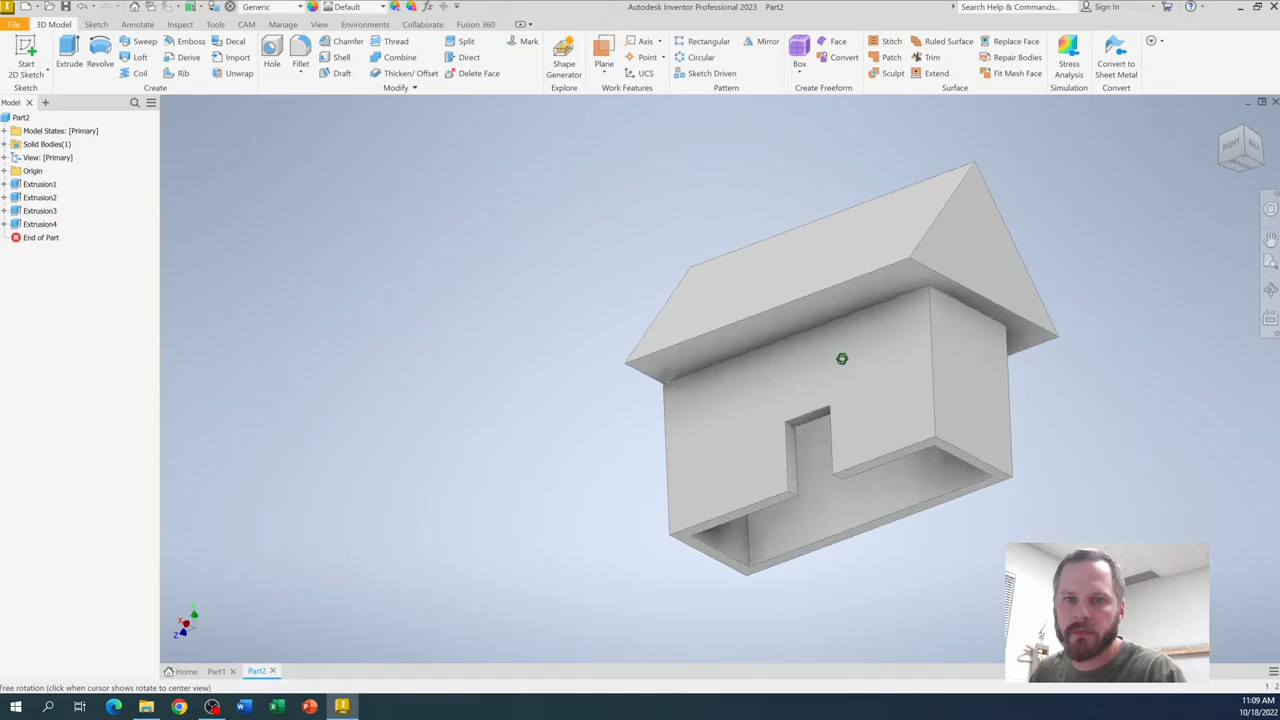 Generic Default Autodesk Inventor Professional 2023 Part2 Search Help & Commands... Sign In
File 3D Model Sketch Annotate Inspect Tools CAM Manage View Environments Collaborate Fusion 360
Start 2D Sketch
Extrude
Revolve
Sweep Emboss Decal
Loft Derive Import
Coil Rib Unwrap
Hole
Fillet
Chamfer Thread Split Mark
Shell Combine Direct
Draft Thicken/ Offset Delete Face
Shape Generator
Plane
Axis
Point
UCS
Rectangular Mirror
Circular
Sketch Driven
Box
Face
Convert
Stitch Ruled Surface Replace Face
Patch Trim Repair Bodies
Sculpt Extend Fit Mesh Face
Stress Analysis
Convert to Sheet Metal
Sketch Create Modify Explore Work Features Pattern Create Freeform Surface Simulation Convert
Model
Part2
Model States: [Primary]
Solid Bodies(1)
View: [Primary]
Origin
Extrusion1
Extrusion2
Extrusion3
Extrusion4
End of Part
RIGHT BACK
X
Y
Z
Home Part1 Part2
Free rotation (click when cursor shows rotate to center view) 1 2
11:09 AM
10/18/2022